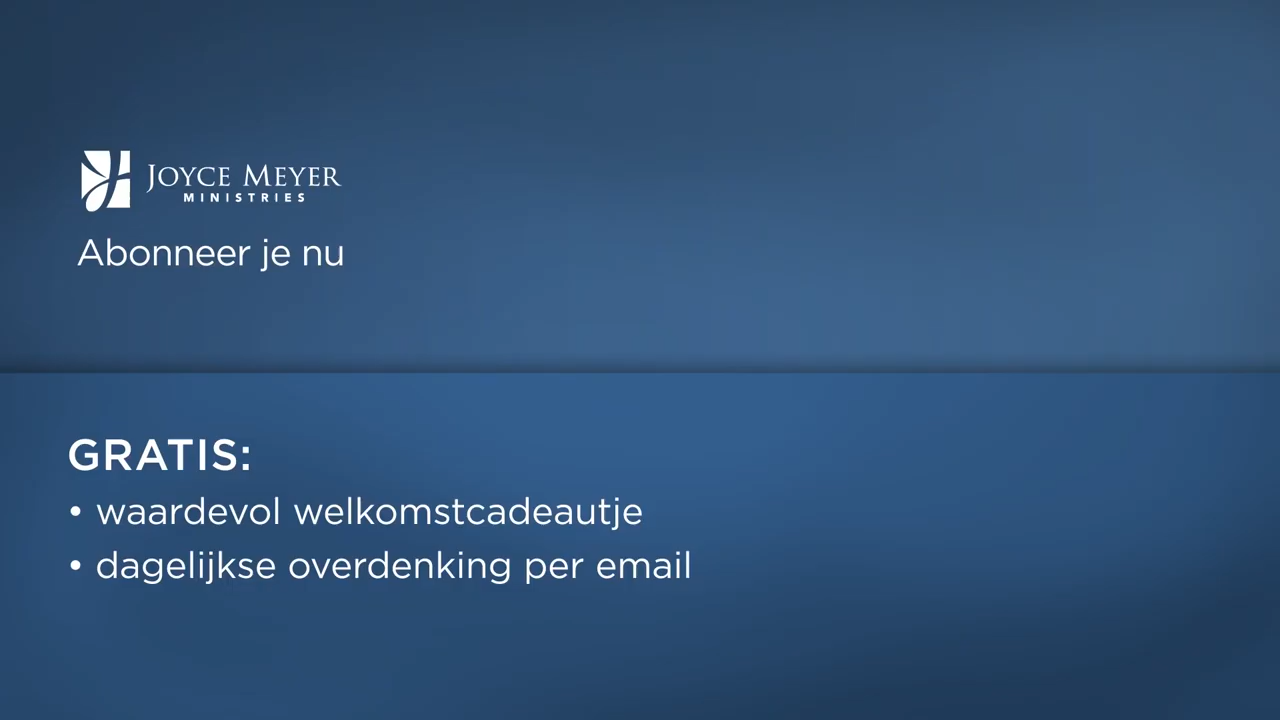 JOYCE MEYER
MINISTRIES
Abonneer je nu
GRATIS:
• waardevol welkomstcadeautje
• dagelijkse overdenking per email